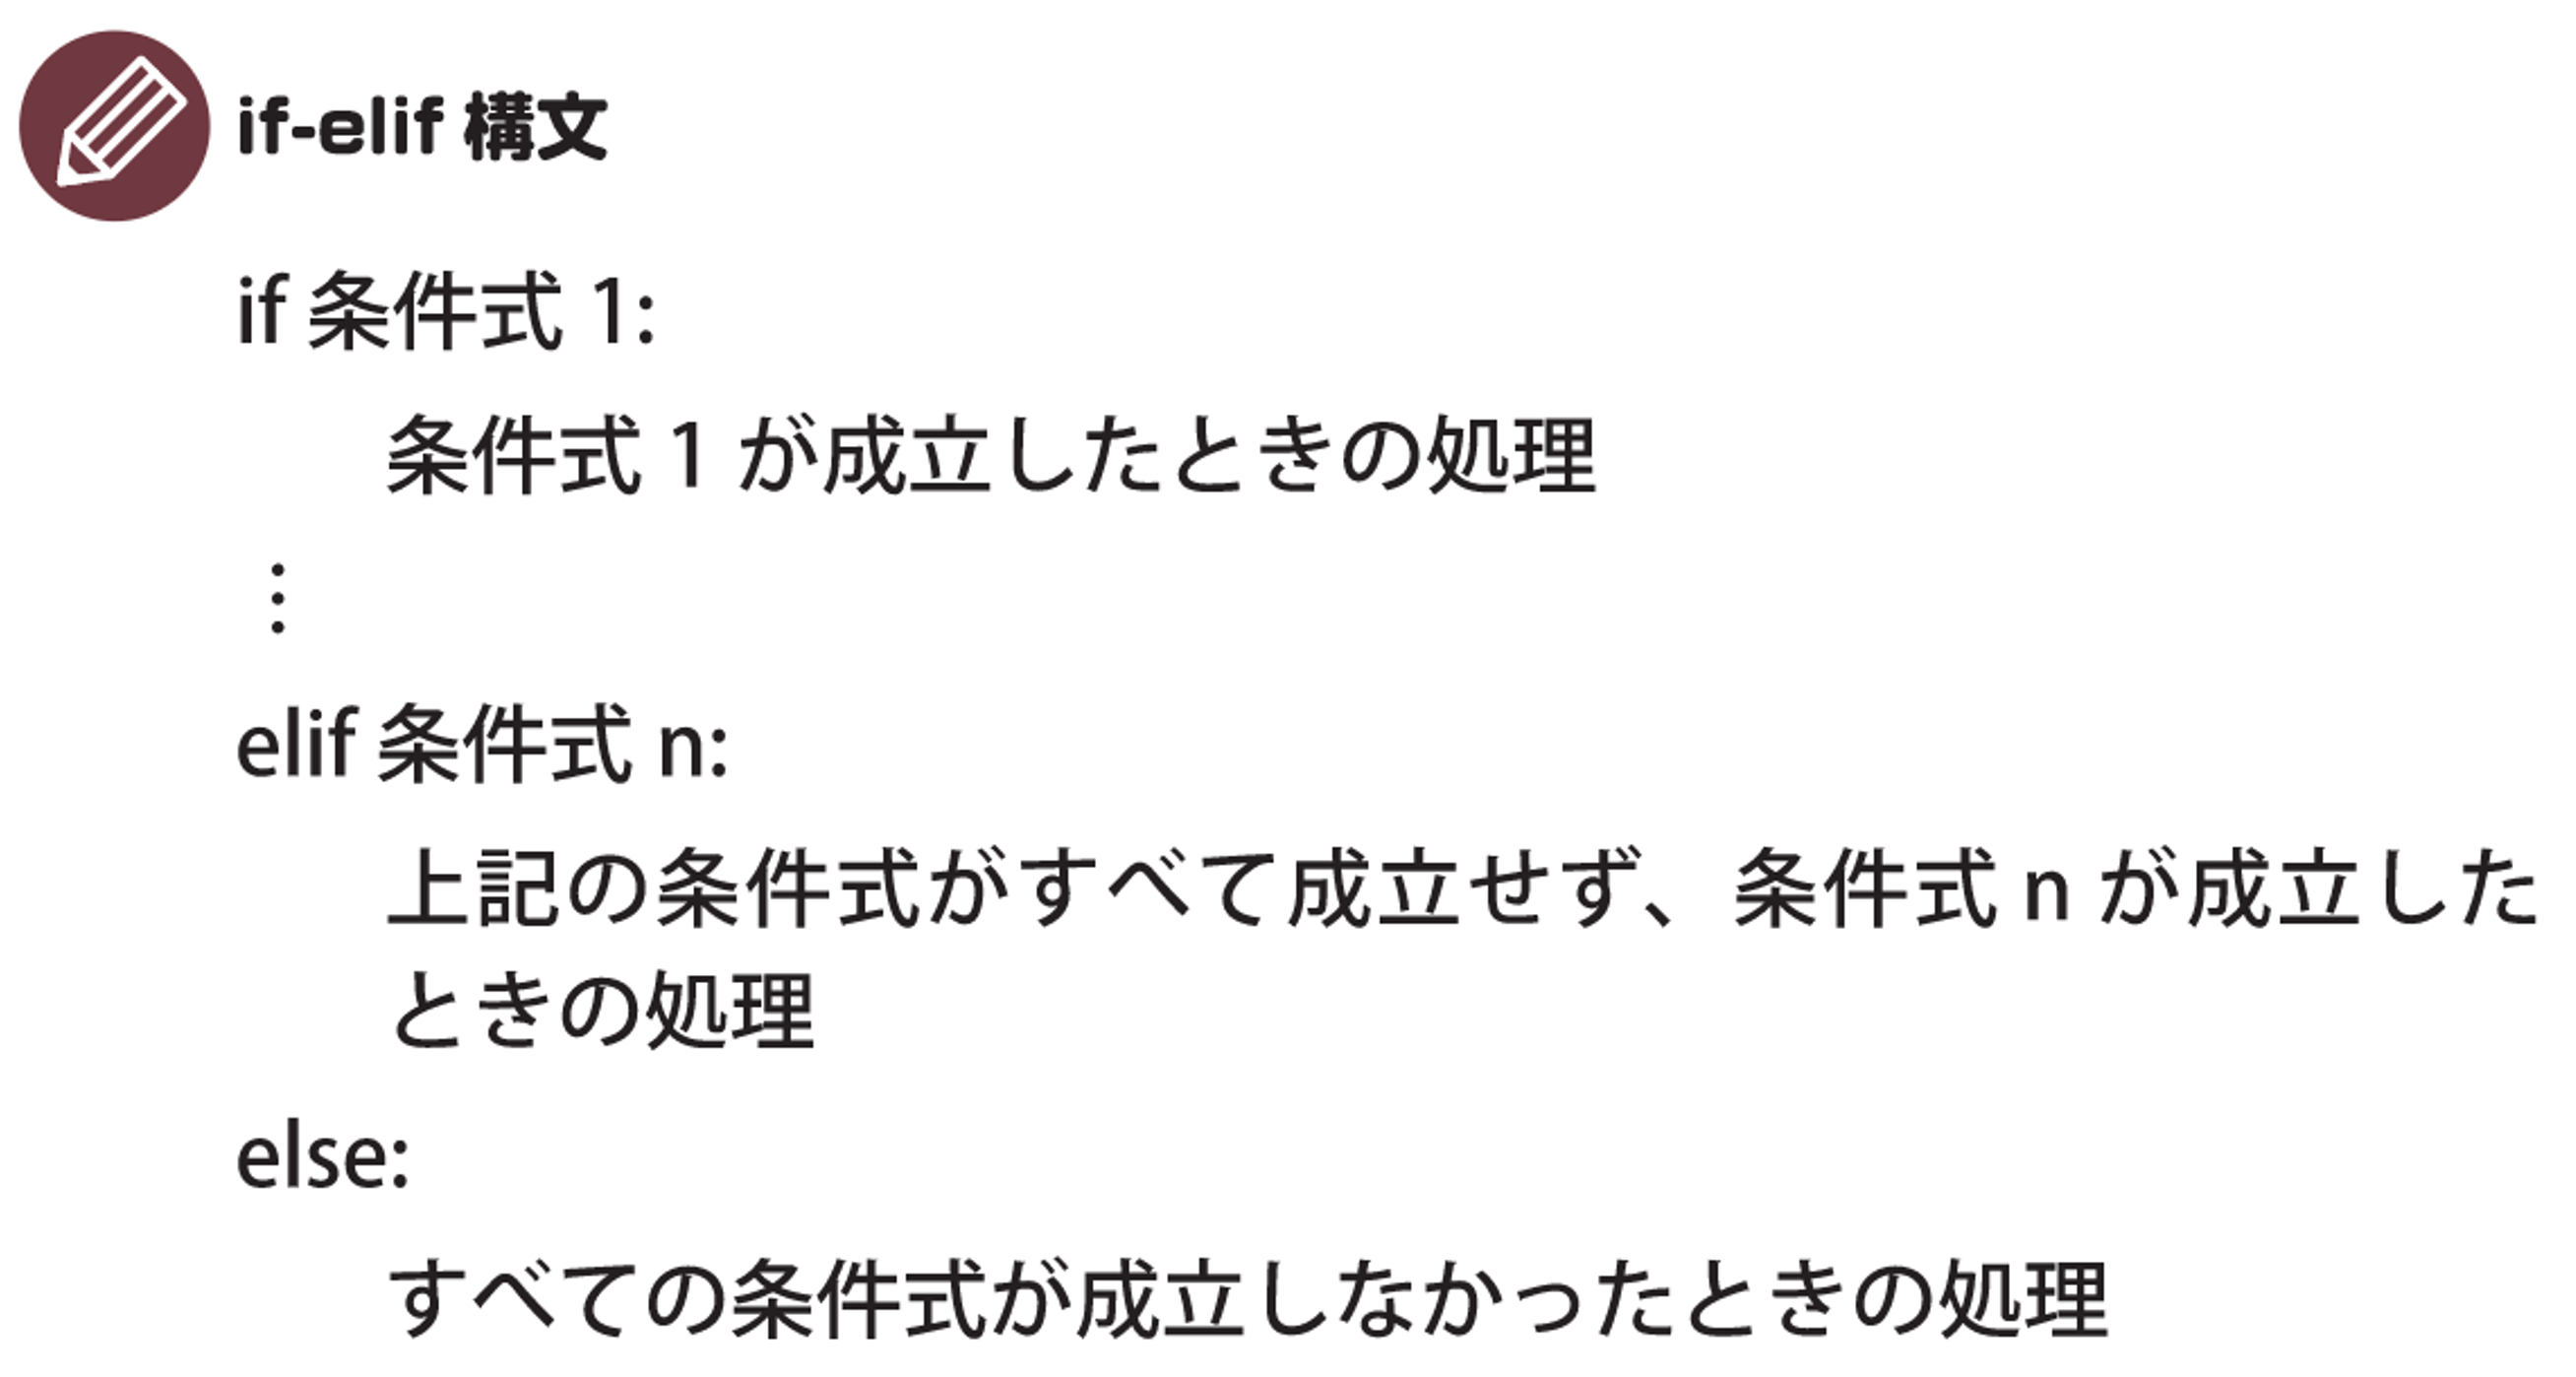 if-elif 構文
if 条件式 1:
条件式 1 が成立したときの処理
⋮
elif 条件式 n:
上記の条件式がすべて成立せず、条件式 n が成立した
ときの処理
else:
すべての条件式が成立しなかったときの処理